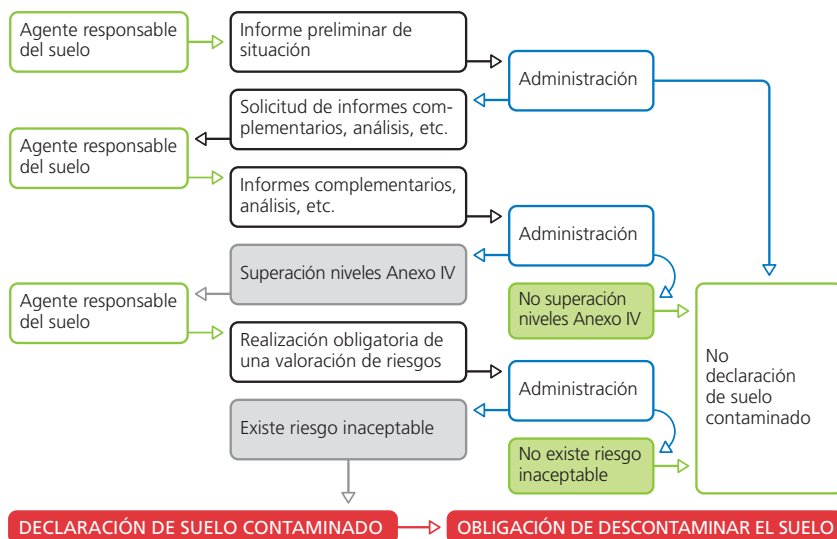 Agente responsable
del suelo
Informe preliminar de
situación
Administración
Solicitud de informes com-
plementarios, análisis, etc.
Agente responsable
del suelo
Informes complementarios,
análisis, etc.
Administración
Superación niveles Anexo IV
Agente responsable
del suelo
No superación
niveles Anexo IV
Realización obligatoria de
una valoración de riesgos
No
declaración
de suelo
contaminado
Administración
Existe riesgo inaceptable
No existe riesgo
inaceptable
DECLARACIÓN DE SUELO CONTAMINADO
OBLIGACIÓN DE DESCONTAMINAR EL SUELO